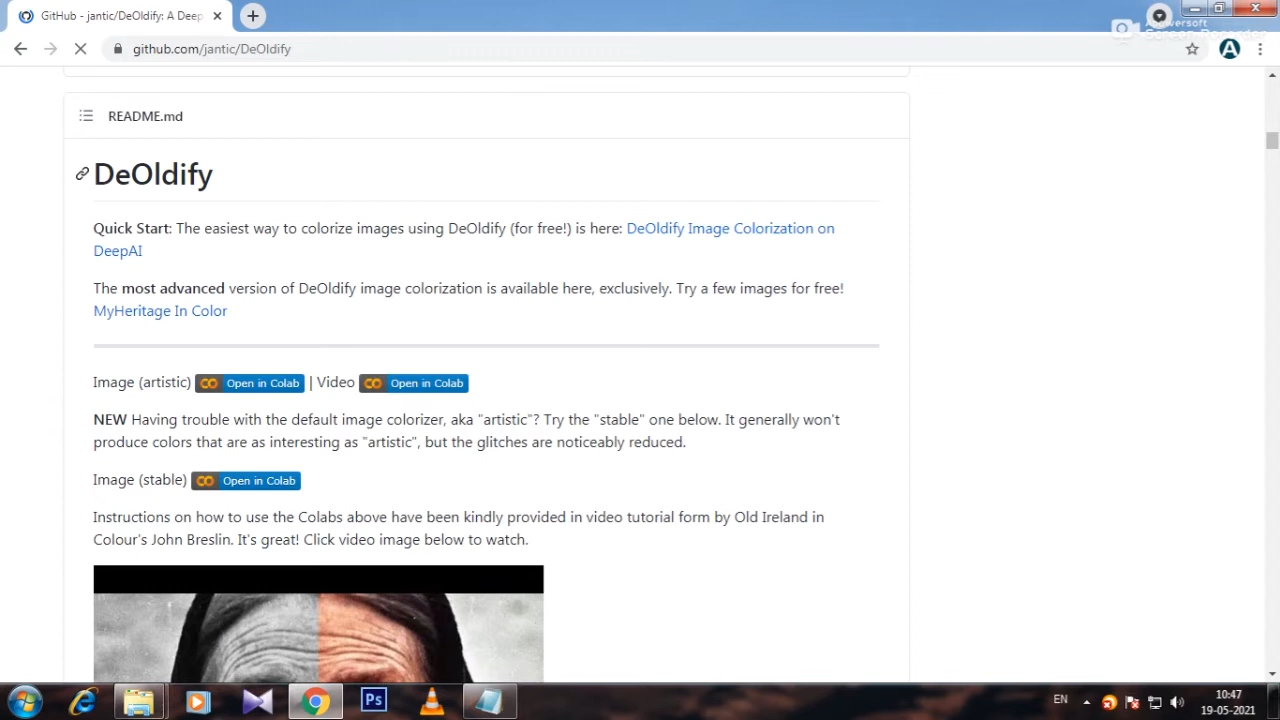 GitHub - jantic/DeOldify: A Deep
Apowersoft
Screen Recorder
github.com/jantic/DeOldify
A
README.md
DeOldify
Quick Start: The easiest way to colorize images using DeOldify (for free!) is here: DeOldify Image Colorization on
DeepAI
The most advanced version of DeOldify image colorization is available here, exclusively. Try a few images for free!
MyHeritage In Color
Image (artistic) CO Open in Colab | Video CO Open in Colab
NEW Having trouble with the default image colorizer, aka "artistic"? Try the "stable" one below. It generally won't
produce colors that are as interesting as "artistic", but the glitches are noticeably reduced.
Image (stable) CO Open in Colab
Instructions on how to use the Colabs above have been kindly provided in video tutorial form by Old Ireland in
Colour's John Breslin. It's great! Click video image below to watch.
Ps
EN
10:47
19-05-2021